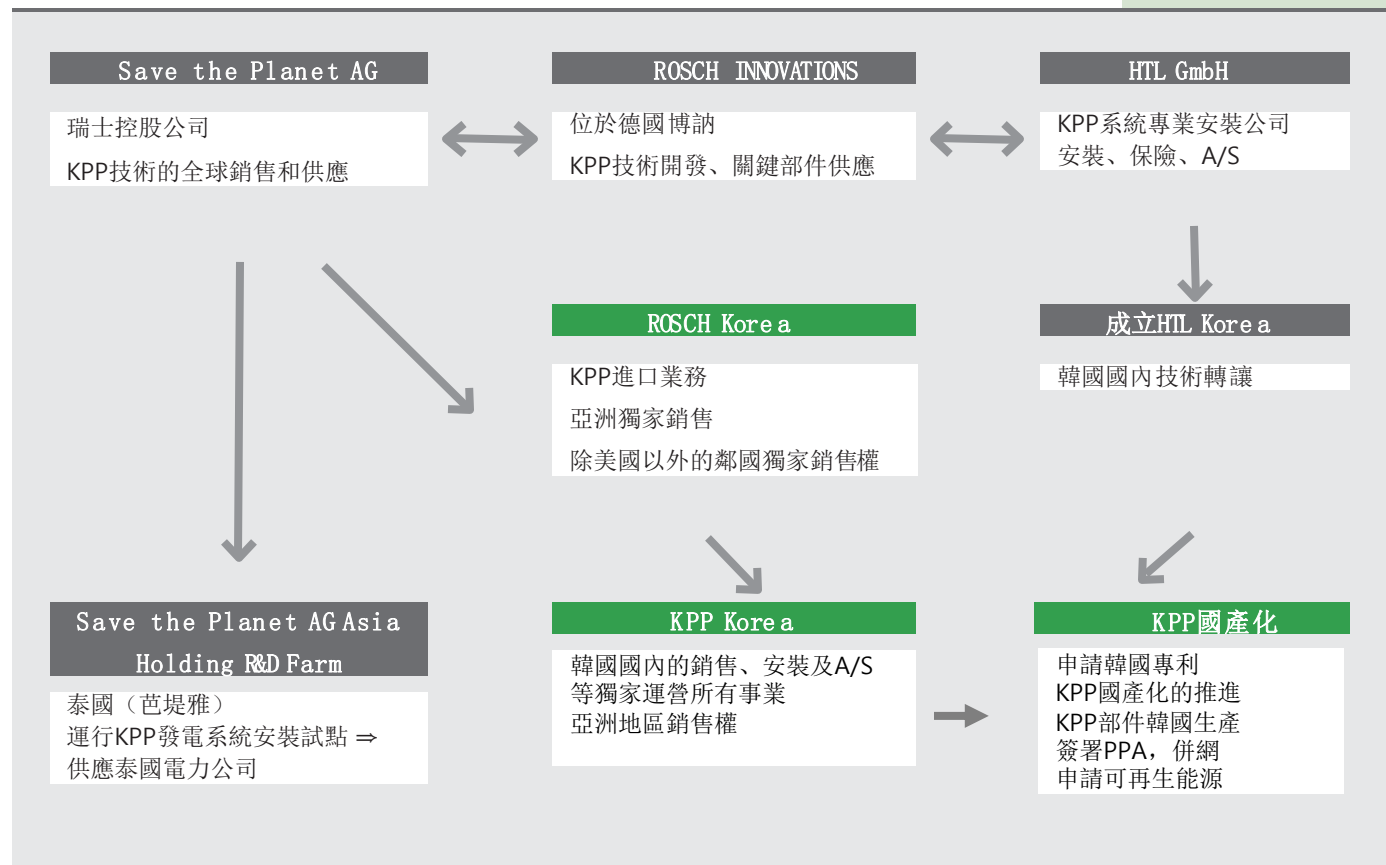 Save the Planet AG
瑞士控股公司
KPP技術的全球銷售和供應
ROSCH INNOVATIONS
位於德國博訥
KPP技術開發、關鍵部件供應
HTL GmbH
KPP系統專業安裝公司
安裝、保險、A/S
ROSCH Korea
KPP進口業務
亞洲獨家銷售
除美國以外的鄰國獨家銷售權
成立HTL Korea
韓國國內技術轉讓
Save the Planet AG Asia
Holding R&D Farm
泰國（芭堤雅）
運行KPP發電系統安裝試點 ⇒
供應泰國電力公司
KPP Korea
韓國國內的銷售、安裝及A/S
等獨家運營所有事業
亞洲地區銷售權
KPP國產化
申請韓國專利
KPP國產化的推進
KPP部件韓國生產
簽署PPA，併網
申請可再生能源